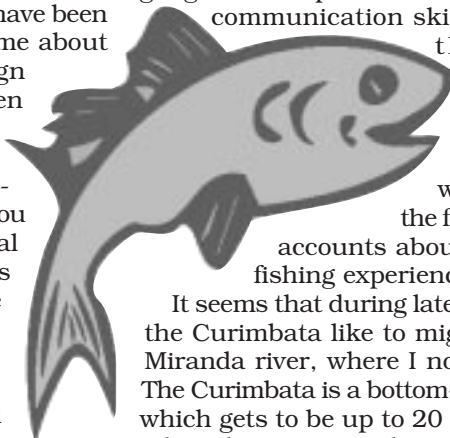 have been
me about
gn
en
-
ou
al
s
communication ski
t
w
the f
accounts abou
fishing experienc
It seems that during late
the Curimbata like to mig
Miranda river, where I no
The Curimbata is a bottom-
which gets to be up to 20